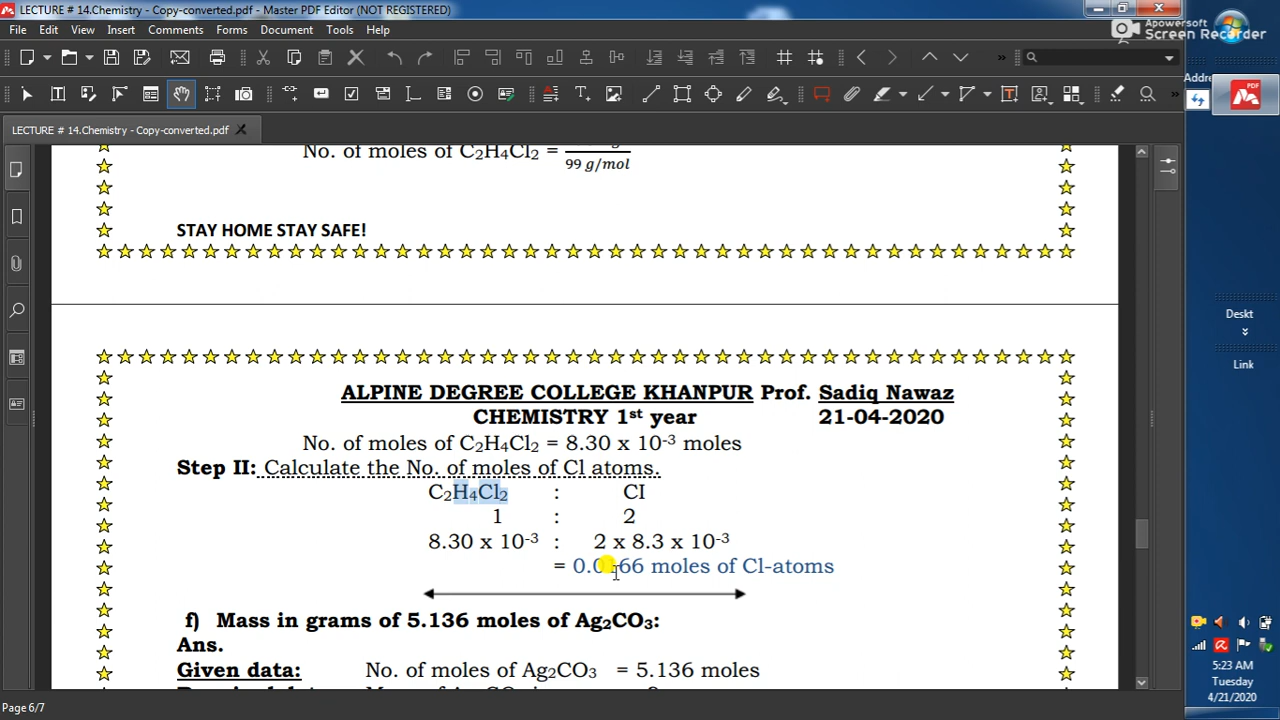 LECTURE # 14.Chemistry - Copy-converted.pdf - Master PDF Editor (NOT REGISTERED)
Apowersoft
Screen Recorder
File Edit View Insert Comments Forms Document Tools Help
Addre
LECTURE # 14.Chemistry - Copy-converted.pdf
No. of moles of C₂H₄Cl₂ =
99 g/mol
STAY HOME STAY SAFE!
Deskt
Link
ALPINE DEGREE COLLEGE KHANPUR Prof. Sadiq Nawaz
CHEMISTRY 1st year 21-04-2020
No. of moles of C₂H₄Cl₂ = 8.30 x 10⁻³ moles
Step II: Calculate the No. of moles of Cl atoms.
C₂H₄Cl₂ : CI
1 : 2
8.30 x 10⁻³ : 2 x 8.3 x 10⁻³
= 0.0166 moles of Cl-atoms
f) Mass in grams of 5.136 moles of Ag₂CO₃:
Ans.
Given data: No. of moles of Ag₂CO₃ = 5.136 moles
5:23 AM
Tuesday
4/21/2020
Page 6/7